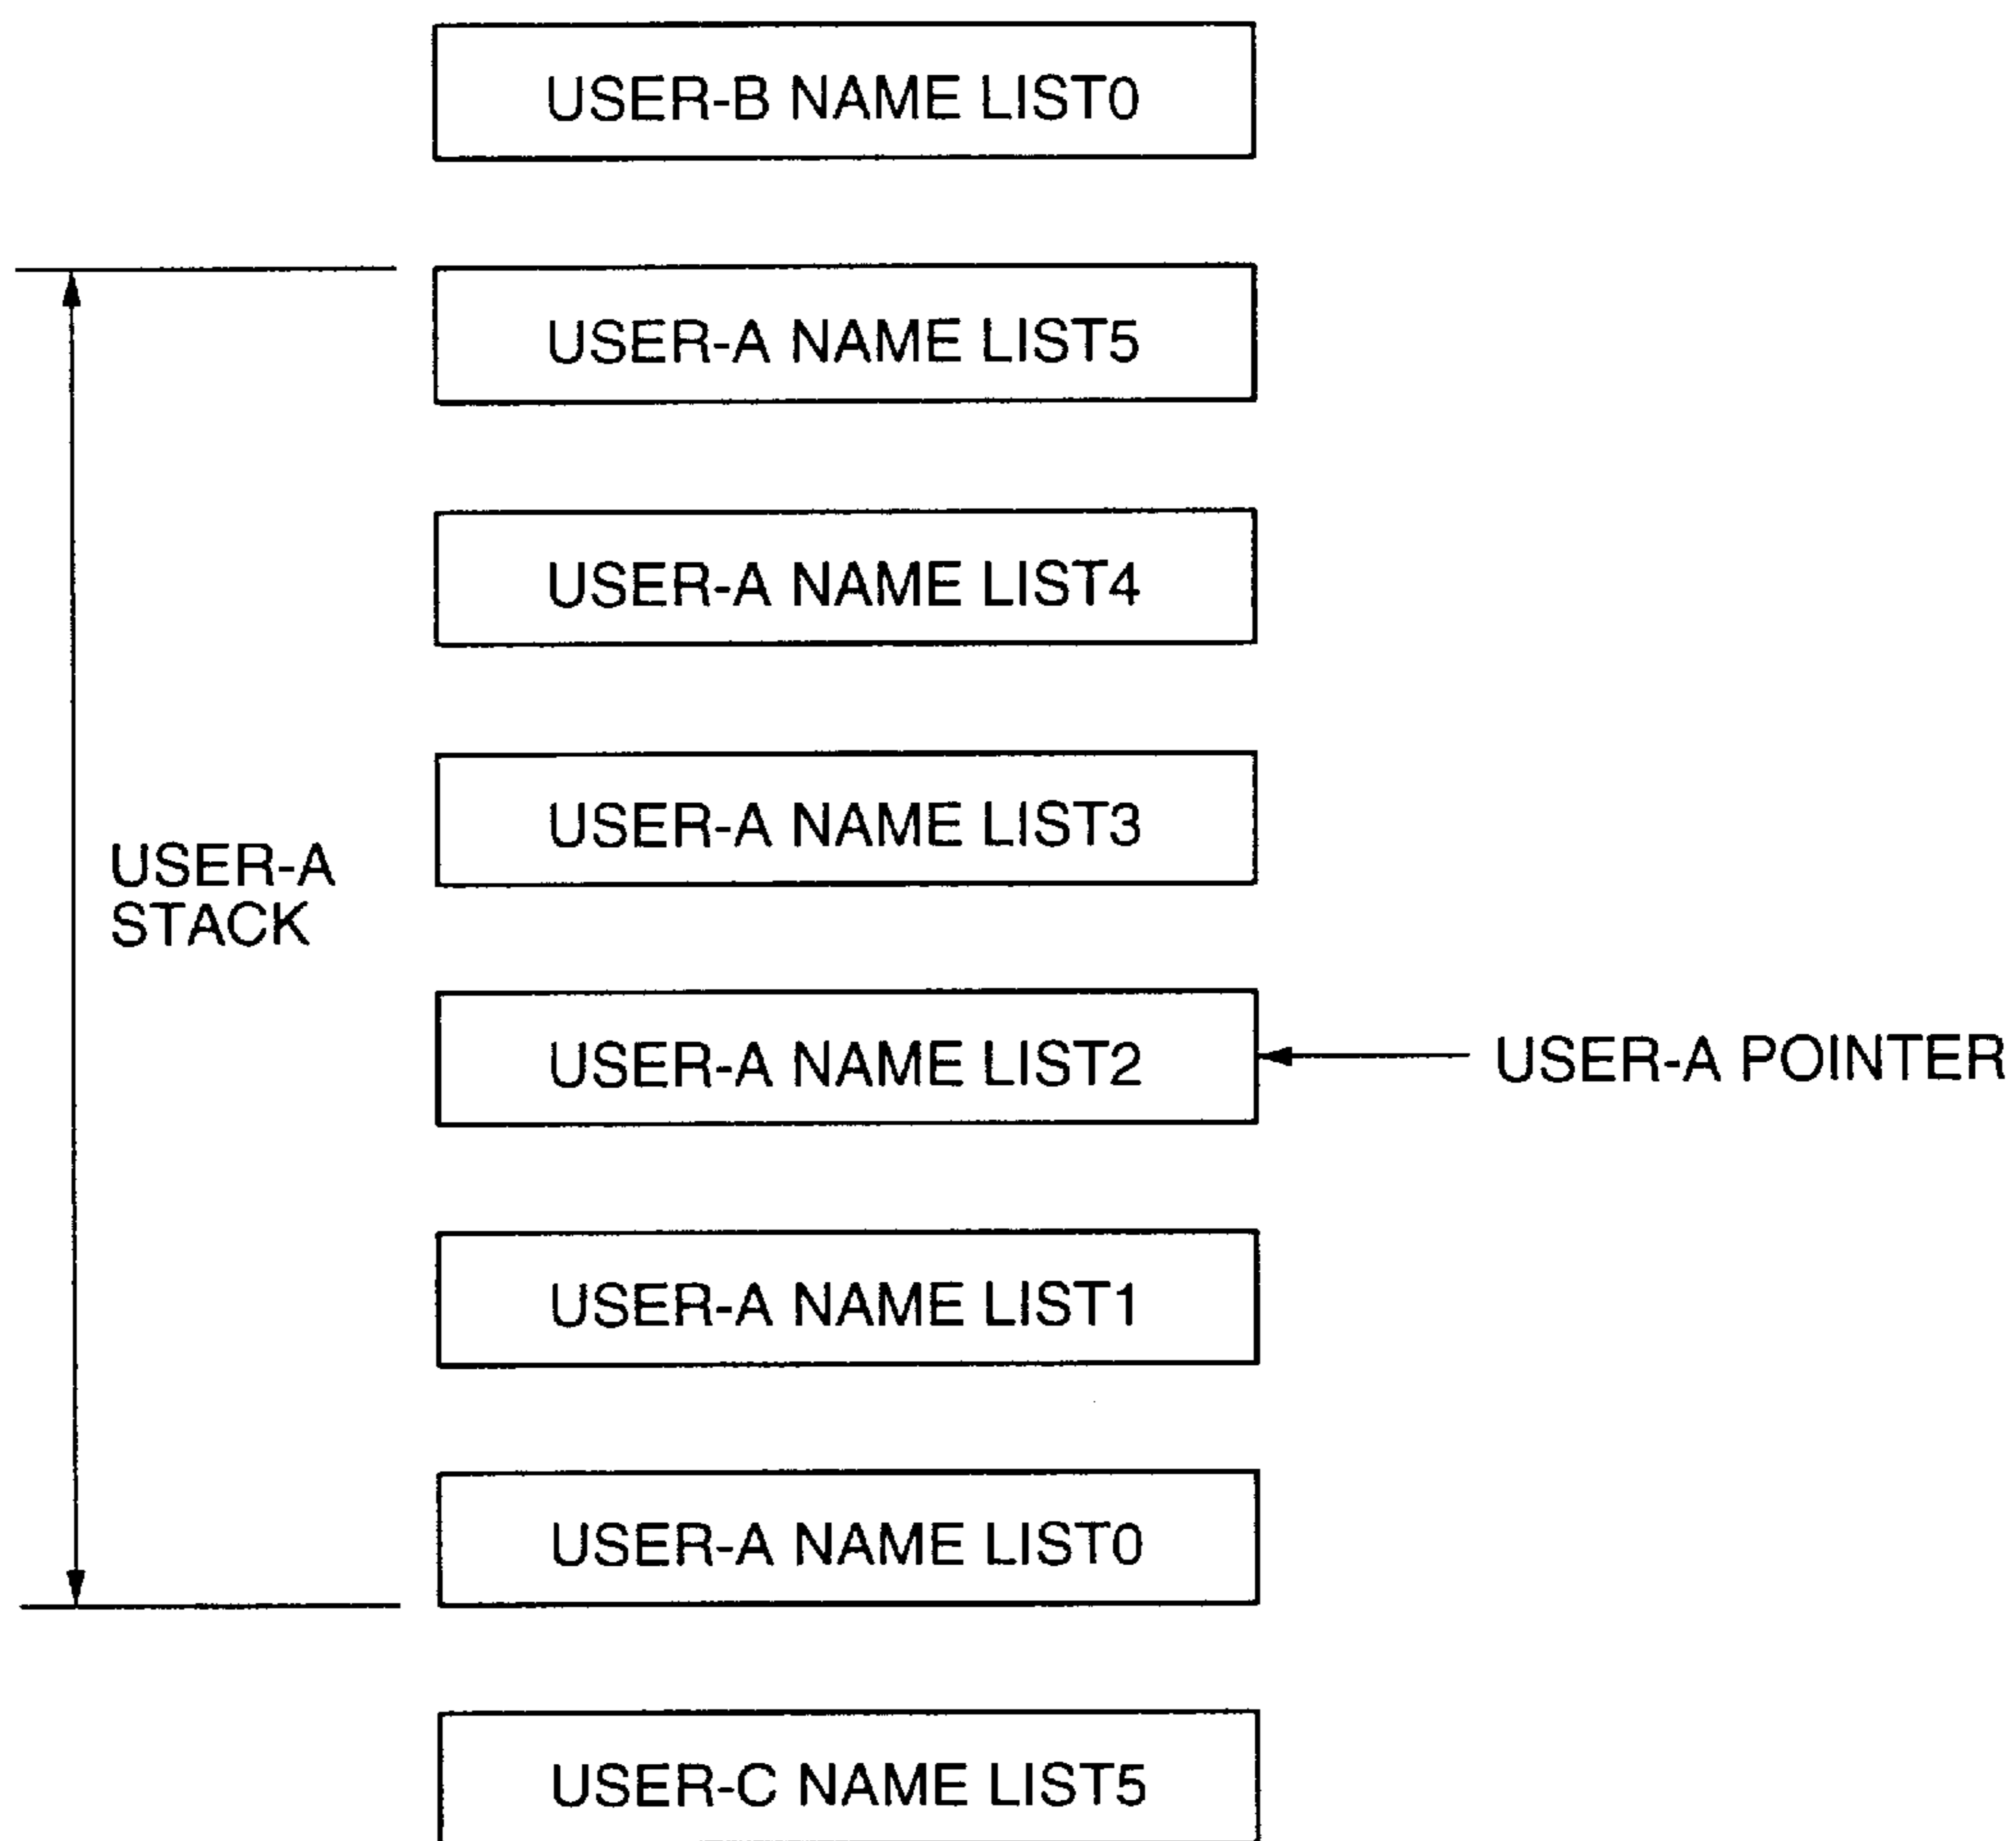 USER-B NAME LIST0
USER-A NAME LIST5
USER-A NAME LIST4
USER-A NAME LIST3
USER-A
STACK
USER-A NAME LIST2
USER-A POINTER
USER-A NAME LIST1
USER-A NAME LIST0
USER-C NAME LIST5